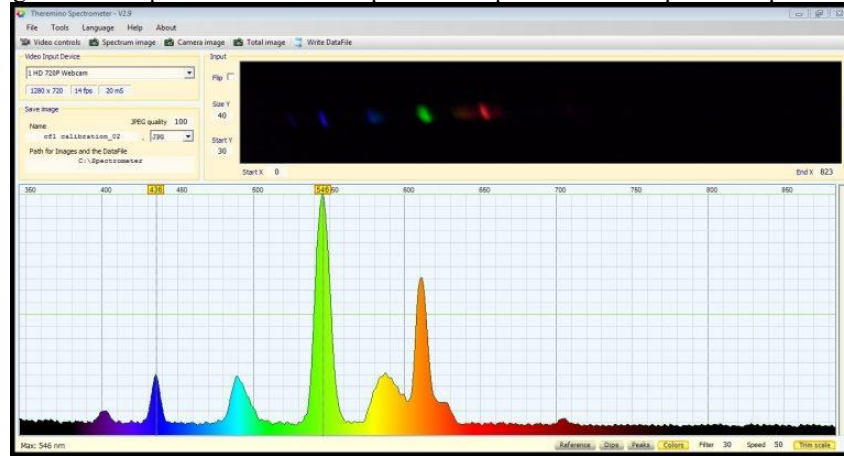 Theremino Spectrometer - V2.9
File Tools Language Help About
Video controls Spectrum image Camera image Total image Write DataFile
Video Input Device
1 HD 720P Webcam
1280 x 720 14 fps 20 mS
Save image
Name JPEG quality 100
cfl calibration_02 . JPG
Path for Images and the DataFile
C:\Spectrometer
Input
Flip
Size Y
40
Start Y
30
Start X 0 End X 823
350 400 436 450 500 546 50 600 650 700 750 800 850
Max: 546 nm Reference Dips Peaks Colors Filter 30 Speed 50 Trim scale